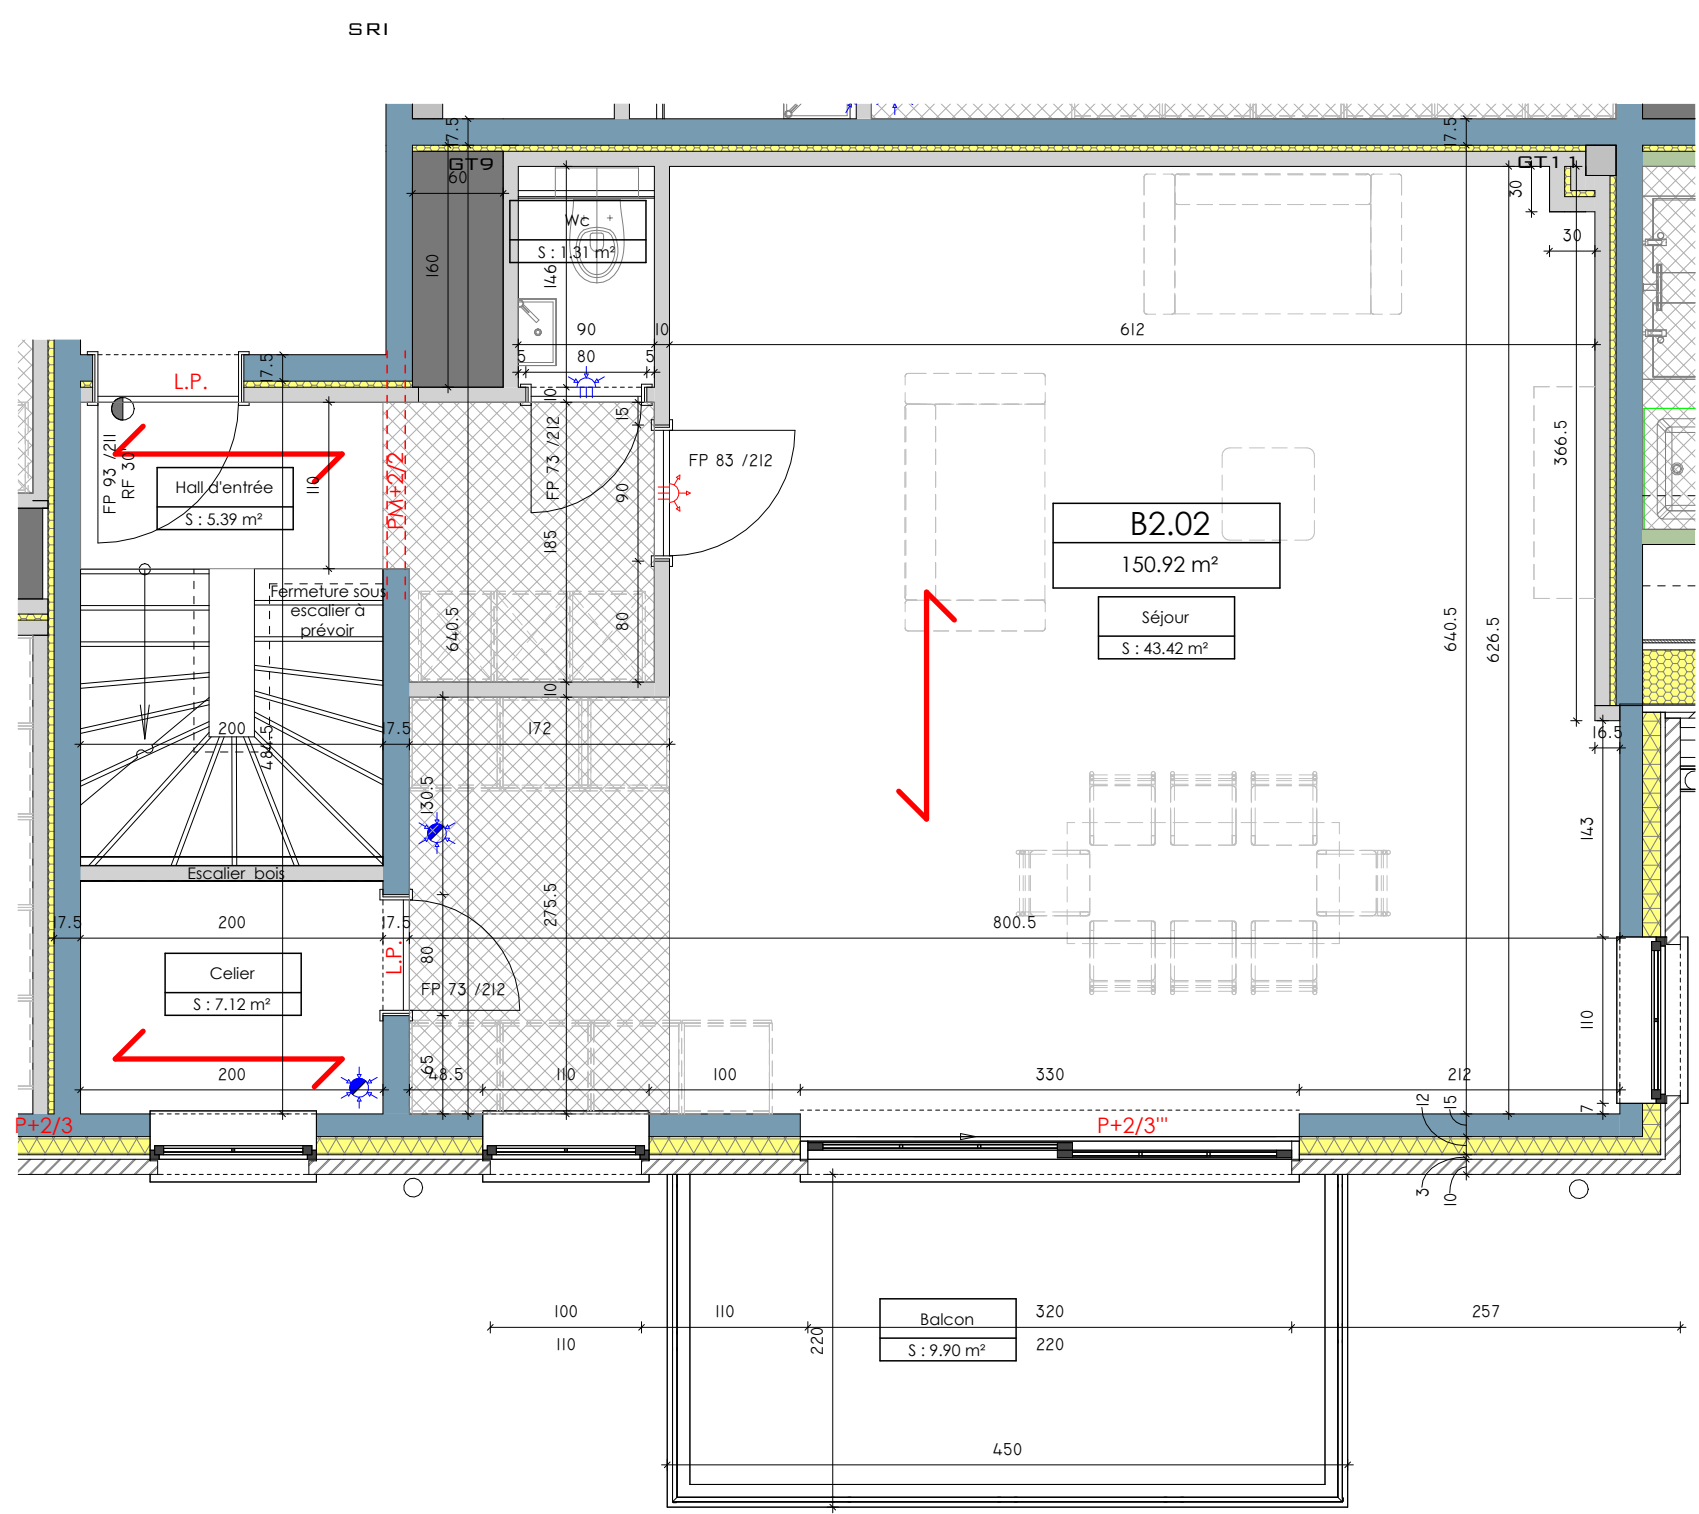 SRI
17.5
17.5
GT9
60
GT11
30
30
Wc
S : 1.31 m²
160
146
90
10
612
5
80
5
17.5
L.P.
10
15
FP 93 /211
RF 30'
Hall d'entrée
S : 5.39 m²
110
PM+2/2
FP 73 /212
FP 83 /212
90
185
366.5
B2.02
150.92 m²
Fermeture sous
escalier à
prévoir
640.5
80
Séjour
S : 43.42 m²
640.5
626.5
10
200
17.5
172
484.5
16.5
130.5
143
Escalier bois
275.5
17.5
200
17.5
800.5
L.P.
80
Celier
S : 7.12 m²
FP 73 /212
110
65
200
48.5
110
100
330
212
12
15
7
P+2/3
P+2/3'''
3
10
100
110
320
257
110
220
220
Balcon
S : 9.90 m²
450